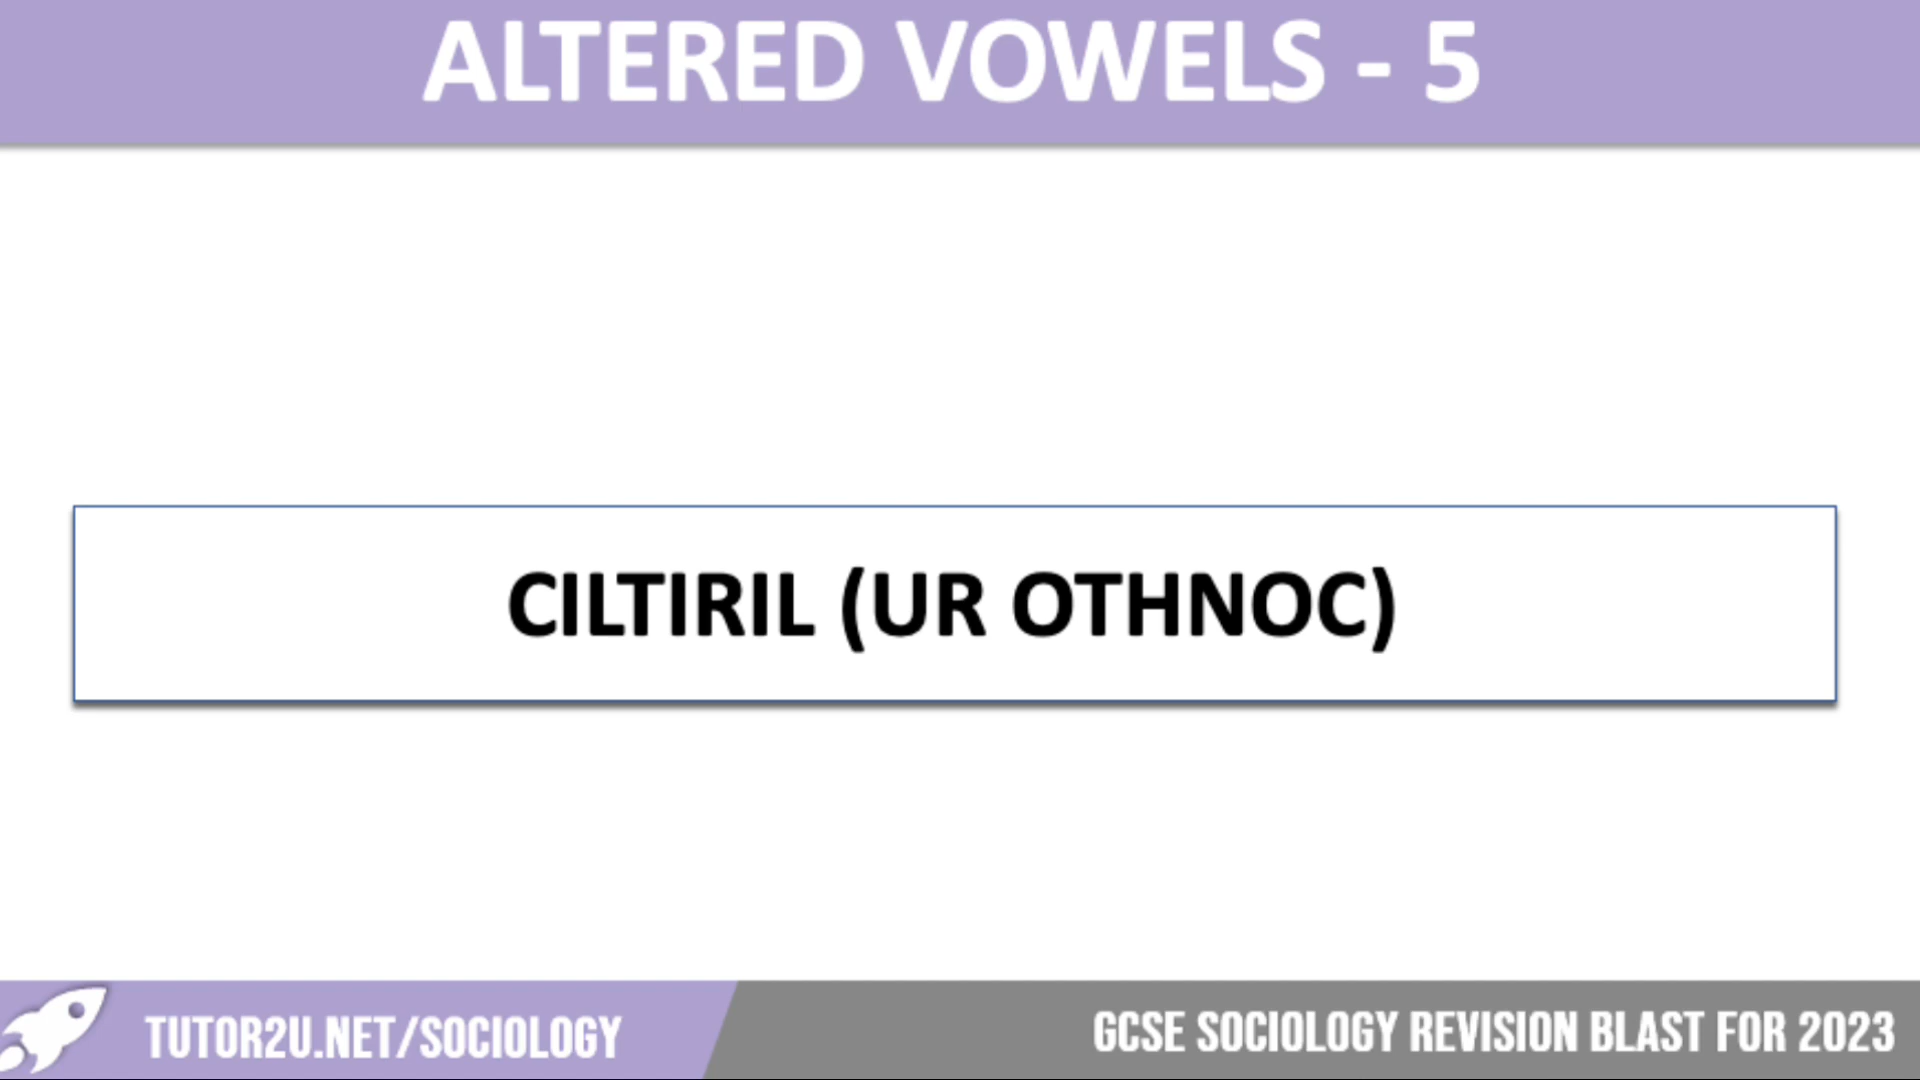 ALTERED VOWELS - 5
CILTIRIL (UR OTHNOC)
TUTOR2U.NET/SOCIOLOGY
GCSE SOCIOLOGY REVISION BLAST FOR 2023